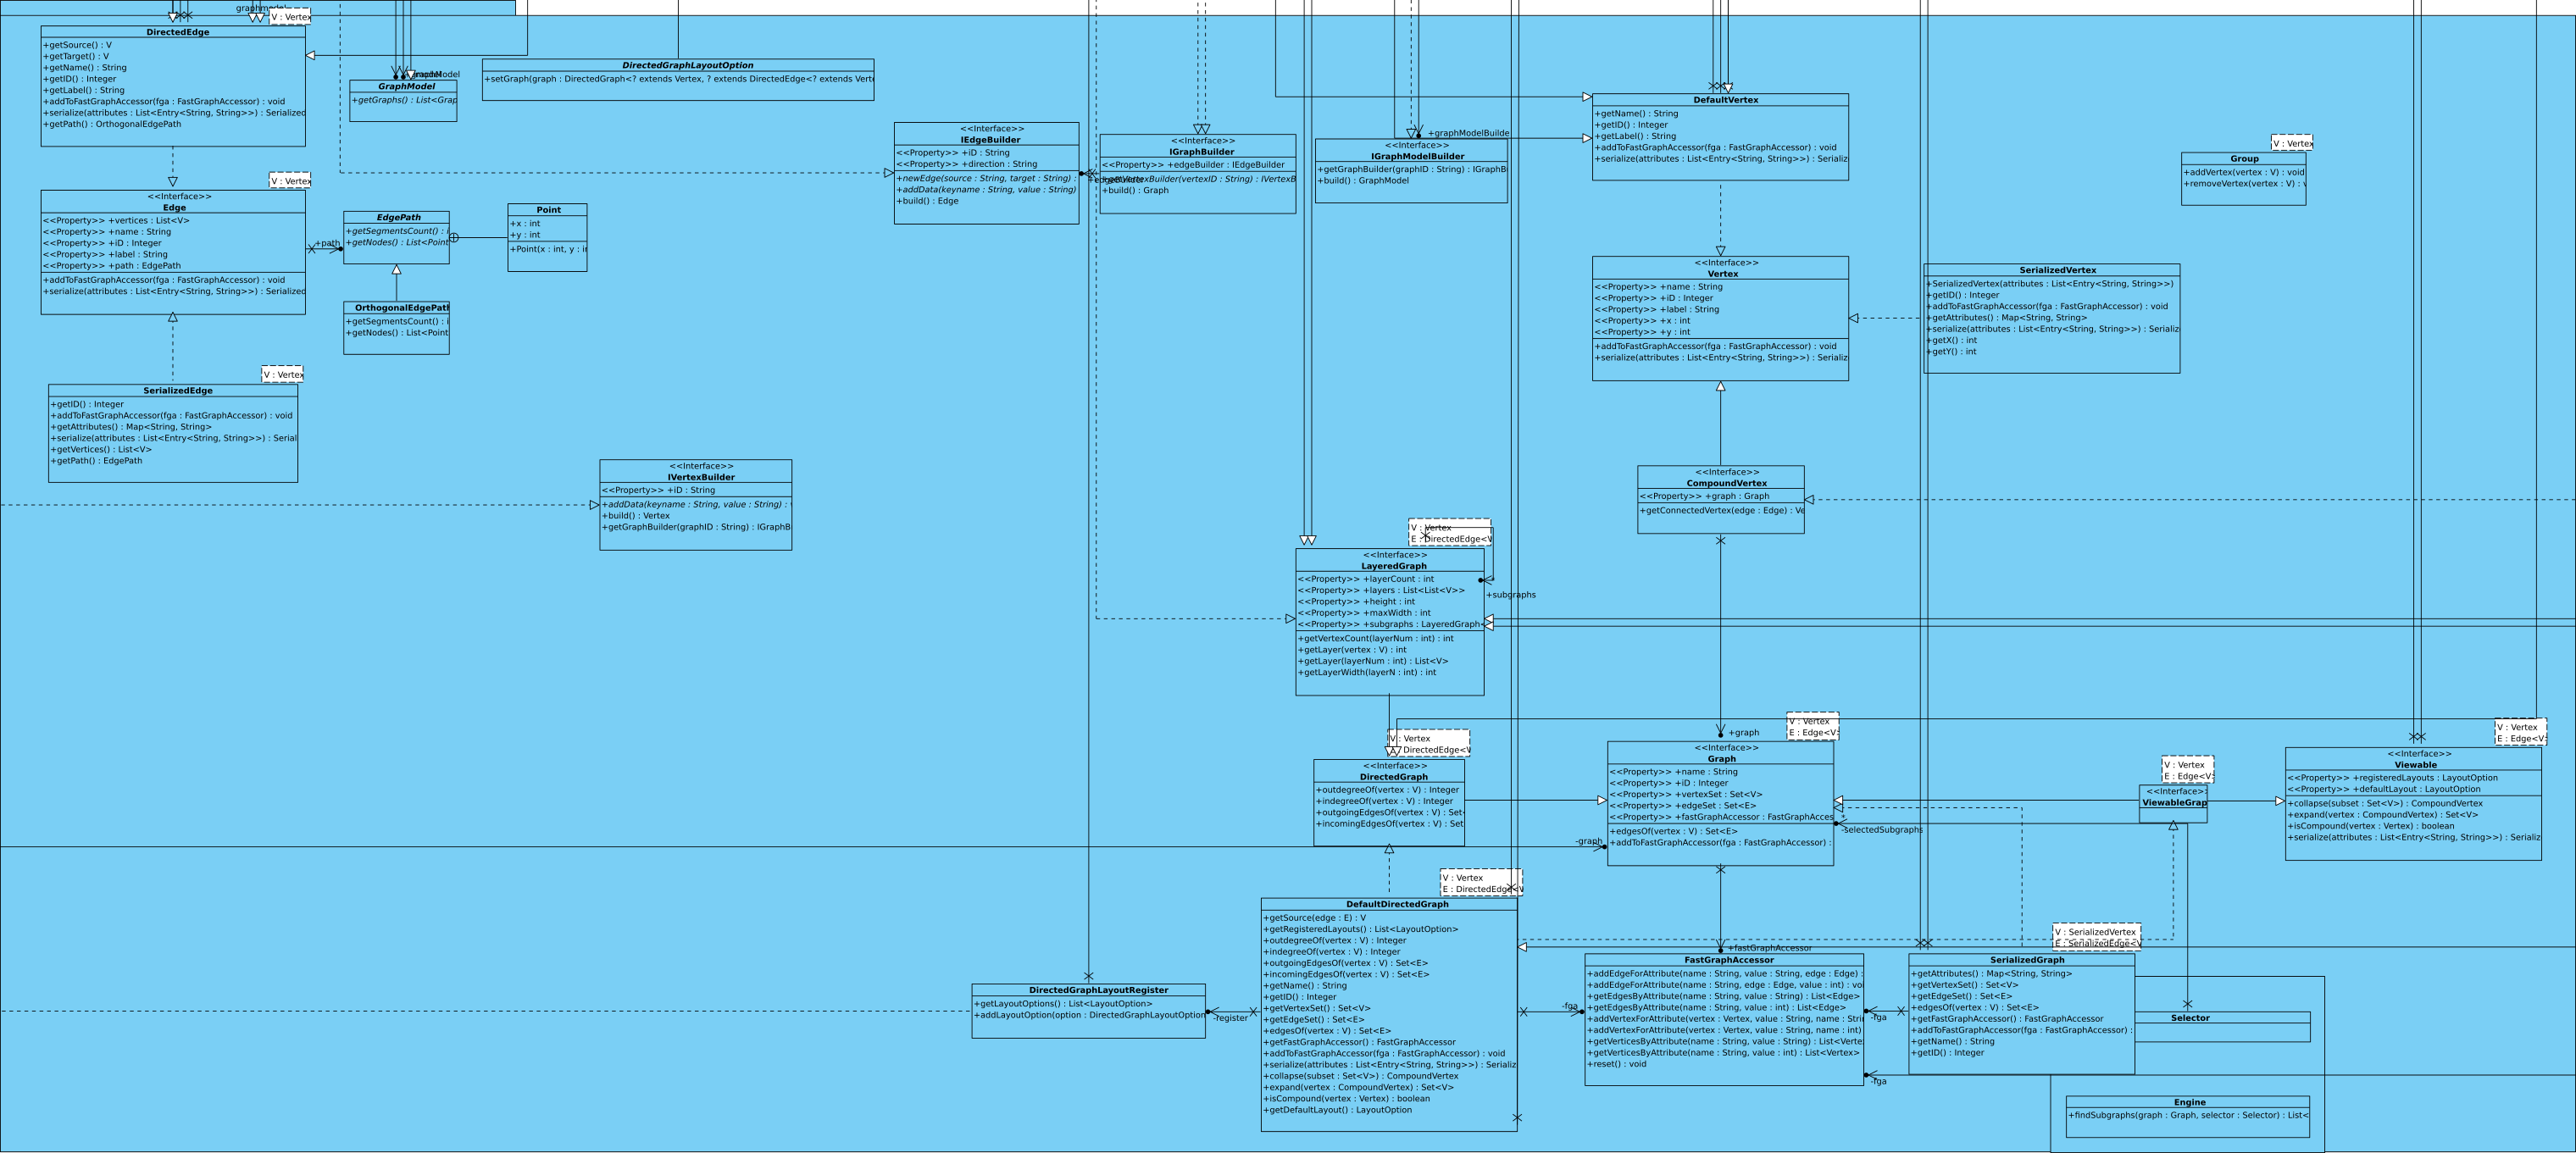 V : Vertex
DirectedEdge
+getSource() : V
+getTarget() : V
+getName() : String
+getID() : Integer
+getLabel() : String
+addToFastGraphAccessor(fga : FastGraphAccessor) : void
+serialize(attributes : List<Entry<String, String>>) : Serialized
+getPath() : OrthogonalEdgePath
GraphModel
+getGraphs() : List<Grap
DirectedGraphLayoutOption
+setGraph(graph : DirectedGraph<? extends Vertex, ? extends DirectedEdge<? extends Vert
V : Vertex
<<Interface>>
Edge
<<Property>> +vertices : List<V>
<<Property>> +name : String
<<Property>> +iD : Integer
<<Property>> +label : String
<<Property>> +path : EdgePath
+addToFastGraphAccessor(fga : FastGraphAccessor) : void
+serialize(attributes : List<Entry<String, String>>) : Serialized
+path
EdgePath
+getSegmentsCount() : i
+getNodes() : List<Point
Point
+x : int
+y : int
+Point(x : int, y : in
OrthogonalEdgePath
+getSegmentsCount() : i
+getNodes() : List<Point
V : Vertex
SerializedEdge
+getID() : Integer
+addToFastGraphAccessor(fga : FastGraphAccessor) : void
+getAttributes() : Map<String, String>
+serialize(attributes : List<Entry<String, String>>) : Serial
+getVertices() : List<V>
+getPath() : EdgePath
<<Interface>>
IVertexBuilder
<<Property>> +iD : String
+addData(keyname : String, value : String) :
+build() : Vertex
+getGraphBuilder(graphID : String) : IGraphB
<<Interface>>
IEdgeBuilder
<<Property>> +iD : String
<<Property>> +direction : String
+newEdge(source : String, target : String) :
+addData(keyname : String, value : String)
+build() : Edge
<<Interface>>
IGraphBuilder
<<Property>> +edgeBuilder : IEdgeBuilder
+getVertexBuilder(vertexID : String) : IVertexB
+build() : Graph
+graphModelBuilde
<<Interface>>
IGraphModelBuilder
+getGraphBuilder(graphID : String) : IGraphB
+build() : GraphModel
DefaultVertex
+getName() : String
+getID() : Integer
+getLabel() : String
+addToFastGraphAccessor(fga : FastGraphAccessor) : void
+serialize(attributes : List<Entry<String, String>>) : Serializ
V : Vertex
Group
+addVertex(vertex : V) : void
+removeVertex(vertex : V) : v
<<Interface>>
Vertex
<<Property>> +name : String
<<Property>> +iD : Integer
<<Property>> +label : String
<<Property>> +x : int
<<Property>> +y : int
+addToFastGraphAccessor(fga : FastGraphAccessor) : void
+serialize(attributes : List<Entry<String, String>>) : Serializ
SerializedVertex
+SerializedVertex(attributes : List<Entry<String, String>>)
+getID() : Integer
+addToFastGraphAccessor(fga : FastGraphAccessor) : void
+getAttributes() : Map<String, String>
+serialize(attributes : List<Entry<String, String>>) : Serializ
+getX() : int
+getY() : int
<<Interface>>
CompoundVertex
<<Property>> +graph : Graph
+getConnectedVertex(edge : Edge) : Ve
V : Vertex
E : DirectedEdge<V
<<Interface>>
LayeredGraph
<<Property>> +layerCount : int
<<Property>> +layers : List<List<V>>
<<Property>> +height : int
<<Property>> +maxWidth : int
<<Property>> +subgraphs : LayeredGraph<
+getVertexCount(layerNum : int) : int
+getLayer(vertex : V) : int
+getLayer(layerNum : int) : List<V>
+getLayerWidth(layerN : int) : int
+subgraphs
V : Vertex
DirectedEdge<V
<<Interface>>
DirectedGraph
+outdegreeOf(vertex : V) : Integer
+indegreeOf(vertex : V) : Integer
+outgoingEdgesOf(vertex : V) : Set<
+incomingEdgesOf(vertex : V) : Set
+graph
V : Vertex
E : Edge<V>
<<Interface>>
Graph
<<Property>> +name : String
<<Property>> +iD : Integer
<<Property>> +vertexSet : Set<V>
<<Property>> +edgeSet : Set<E>
<<Property>> +fastGraphAccessor : FastGraphAcces
+edgesOf(vertex : V) : Set<E>
+addToFastGraphAccessor(fga : FastGraphAccessor) :
-graph
-selectedSubgraphs
V : Vertex
E : Edge<V>
<<Interface>
ViewableGrap
V : Vertex
E : Edge<V>
<<Interface>>
Viewable
<<Property>> +registeredLayouts : LayoutOption
<<Property>> +defaultLayout : LayoutOption
+collapse(subset : Set<V>) : CompoundVertex
+expand(vertex : CompoundVertex) : Set<V>
+isCompound(vertex : Vertex) : boolean
+serialize(attributes : List<Entry<String, String>>) : Serializ
V : Vertex
E : DirectedEdge<V
DefaultDirectedGraph
+getSource(edge : E) : V
+getRegisteredLayouts() : List<LayoutOption>
+outdegreeOf(vertex : V) : Integer
+indegreeOf(vertex : V) : Integer
+outgoingEdgesOf(vertex : V) : Set<E>
+incomingEdgesOf(vertex : V) : Set<E>
+getName() : String
+getID() : Integer
+getVertexSet() : Set<V>
+getEdgeSet() : Set<E>
+edgesOf(vertex : V) : Set<E>
+getFastGraphAccessor() : FastGraphAccessor
+addToFastGraphAccessor(fga : FastGraphAccessor) : void
+serialize(attributes : List<Entry<String, String>>) : Serializ
+collapse(subset : Set<V>) : CompoundVertex
+expand(vertex : CompoundVertex) : Set<V>
+isCompound(vertex : Vertex) : boolean
+getDefaultLayout() : LayoutOption
DirectedGraphLayoutRegister
+getLayoutOptions() : List<LayoutOption>
+addLayoutOption(option : DirectedGraphLayoutOption
-register
-fga
+fastGraphAccessor
FastGraphAccessor
+addEdgeForAttribute(name : String, value : String, edge : Edge) :
+addEdgeForAttribute(name : String, edge : Edge, value : int) : voi
+getEdgesByAttribute(name : String, value : String) : List<Edge>
+getEdgesByAttribute(name : String, value : int) : List<Edge>
+addVertexForAttribute(vertex : Vertex, value : String, name : Strin
+addVertexForAttribute(vertex : Vertex, value : String, name : int)
+getVerticesByAttribute(name : String, value : String) : List<Verte
+getVerticesByAttribute(name : String, value : int) : List<Vertex>
+reset() : void
-fga
-fga
V : SerializedVertex
E : SerializedEdge<V
SerializedGraph
+getAttributes() : Map<String, String>
+getVertexSet() : Set<V>
+getEdgeSet() : Set<E>
+edgesOf(vertex : V) : Set<E>
+getFastGraphAccessor() : FastGraphAccessor
+addToFastGraphAccessor(fga : FastGraphAccessor) :
+getName() : String
+getID() : Integer
Selector
Engine
+findSubgraphs(graph : Graph, selector : Selector) : List<